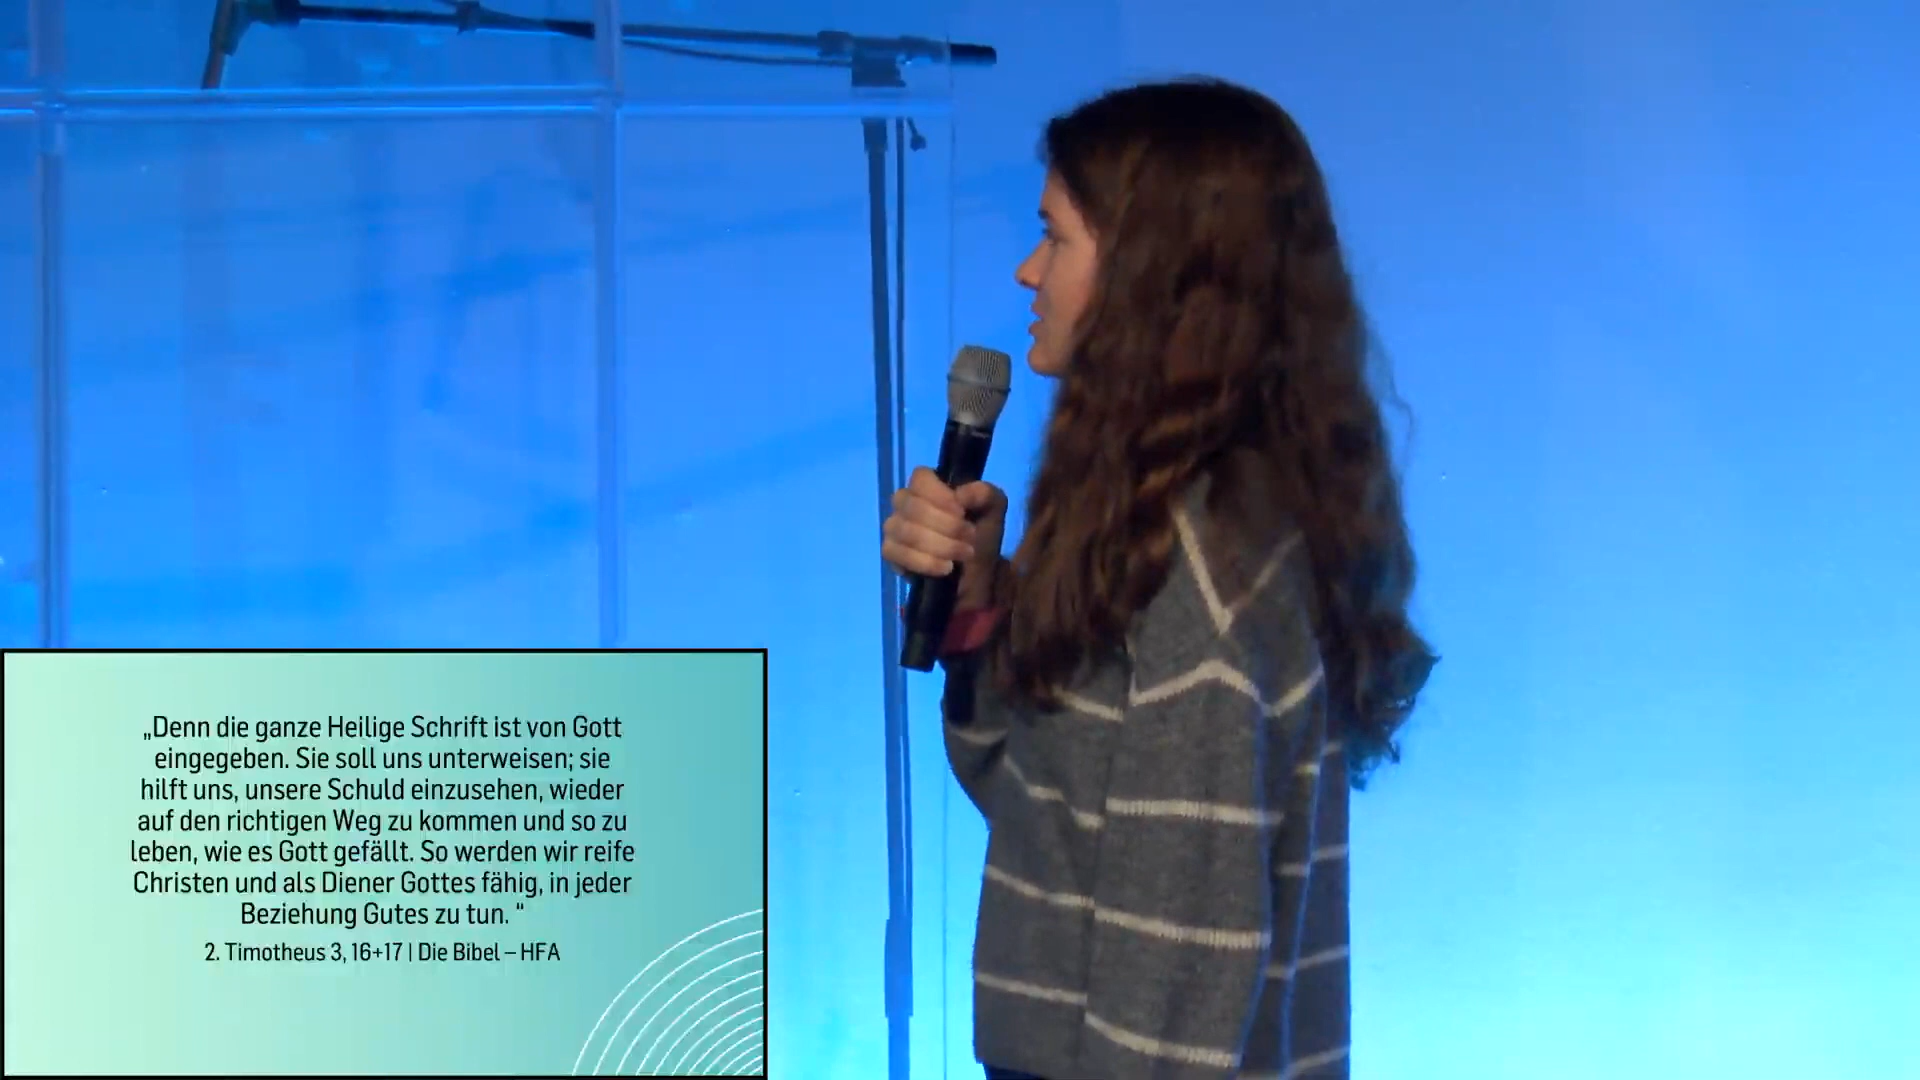 „Denn die ganze Heilige Schrift ist von Gott
eingegeben. Sie soll uns unterweisen; sie
hilft uns, unsere Schuld einzusehen, wieder
auf den richtigen Weg zu kommen und so zu
leben, wie es Gott gefällt. So werden wir reife
Christen und als Diener Gottes fähig, in jeder
Beziehung Gutes zu tun. “
2. Timotheus 3, 16+17 | Die Bibel – HFA